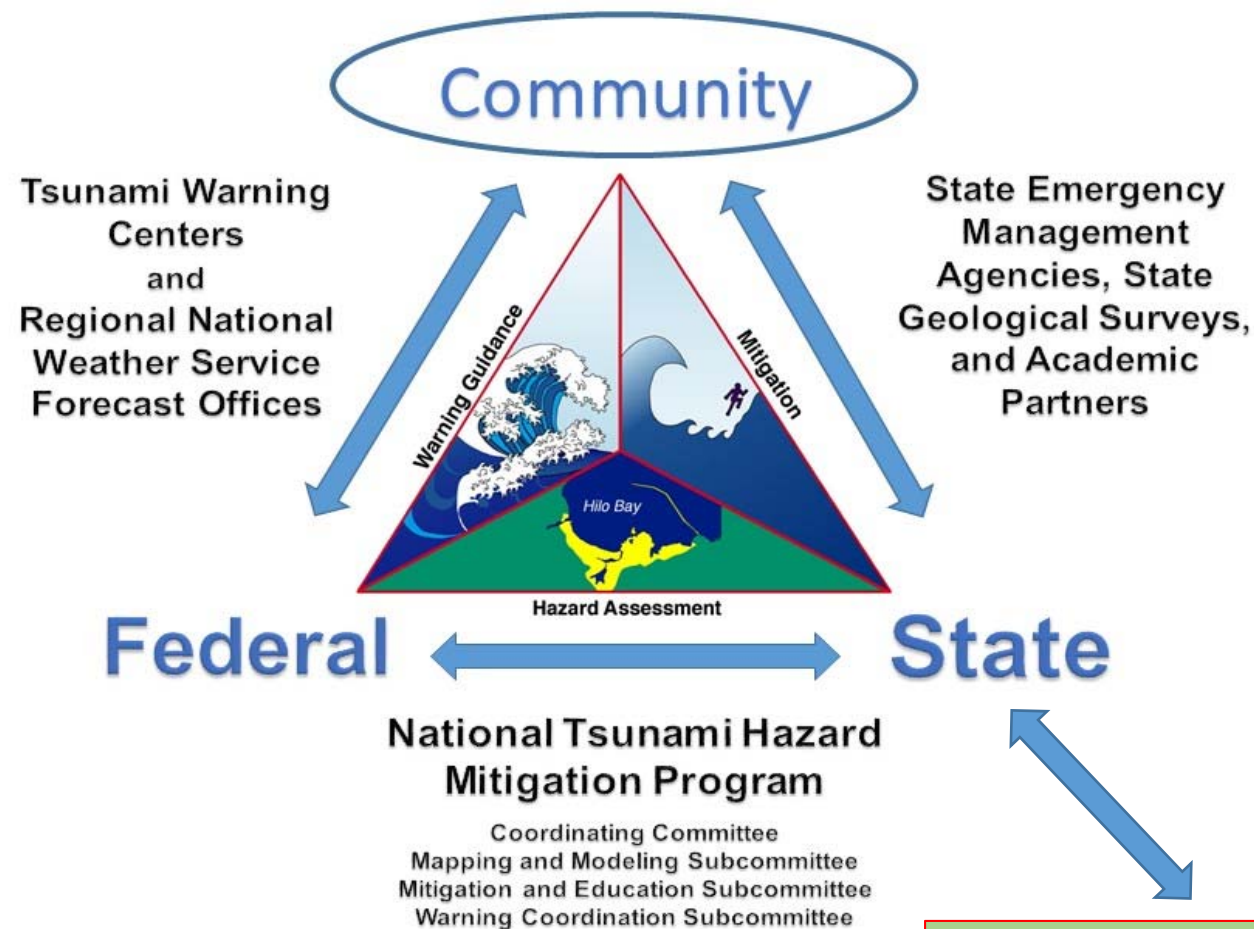 Community
Tsunami Warning
Centers
and
Regional National
Weather Service
Forecast Offices
State Emergency
Management
Agencies, State
Geological Surveys,
and Academic
Partners
Warning Guidance
Mitigation
Hilo Bay
Hazard Assessment
Federal
State
National Tsunami Hazard
Mitigation Program
Coordinating Committee
Mapping and Modeling Subcommittee
Mitigation and Education Subcommittee
Warning Coordination Subcommittee